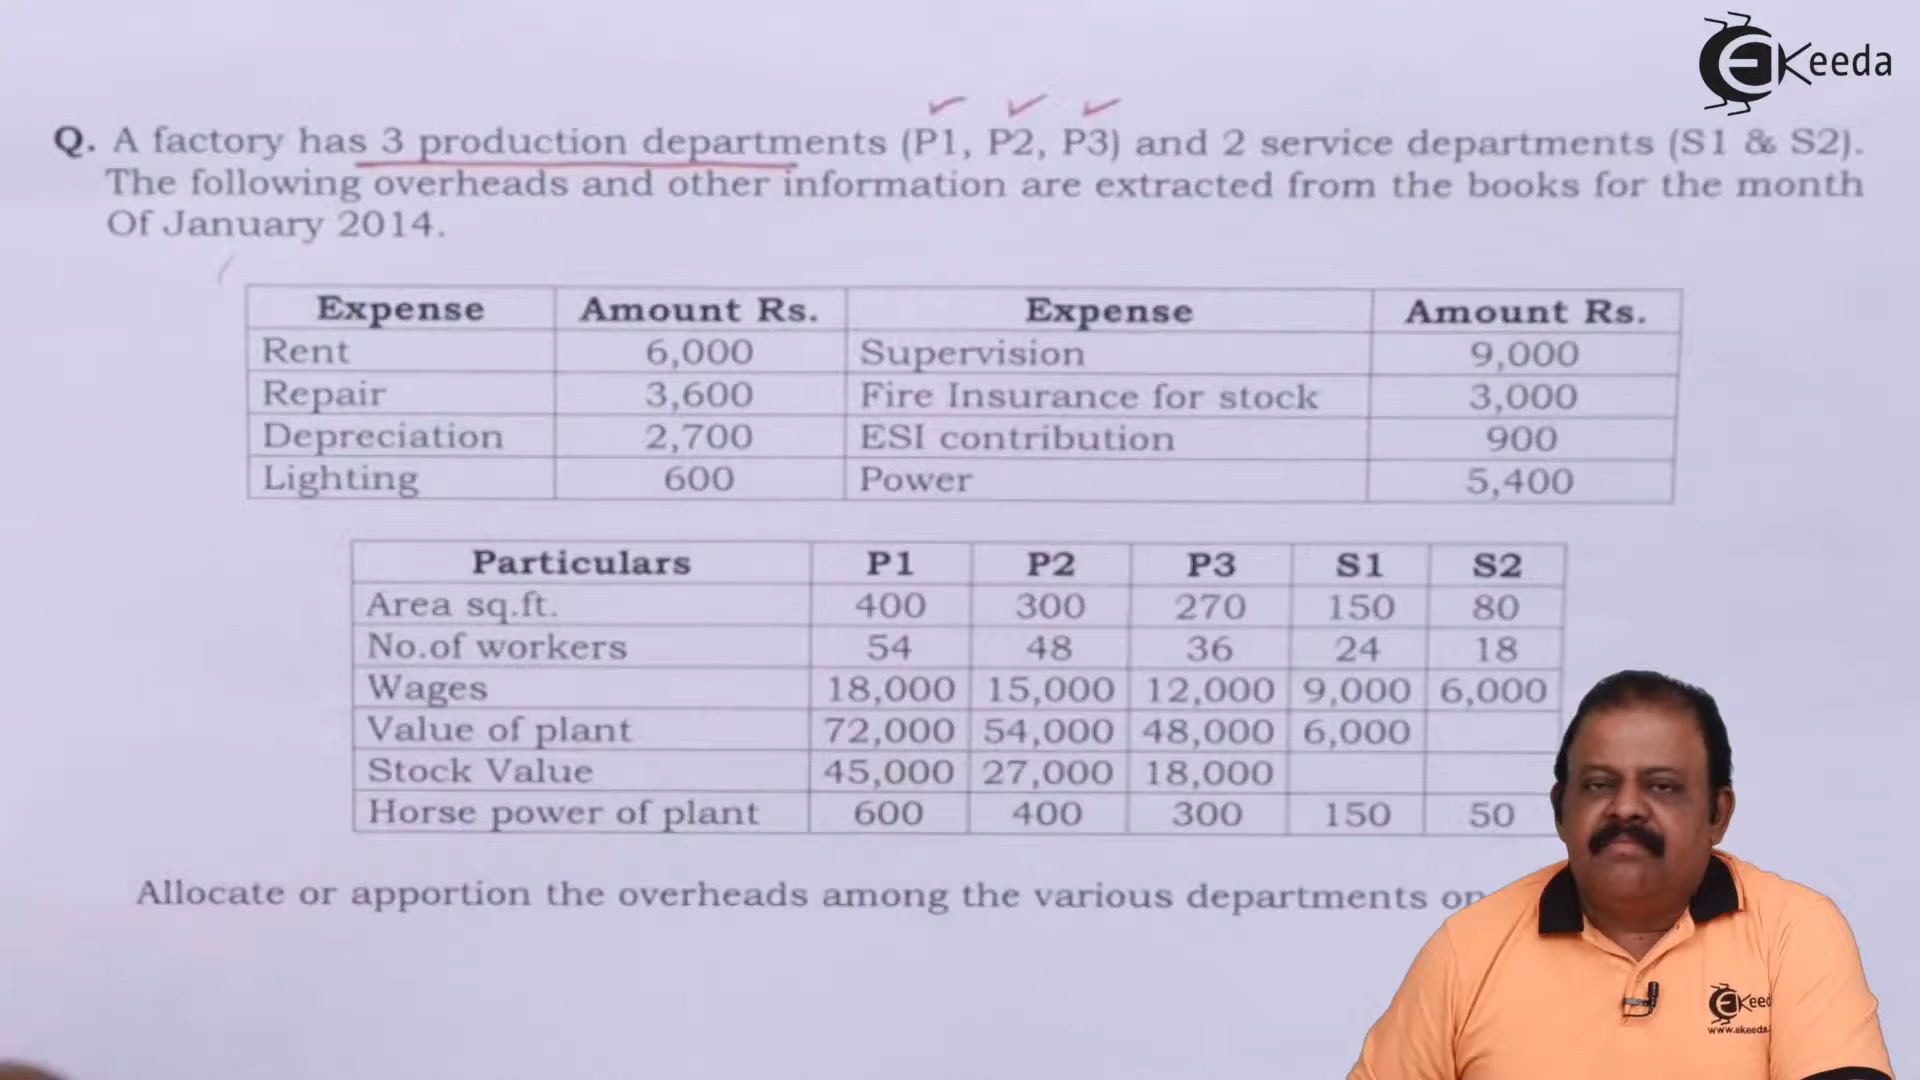 EKeeda
Q. A factory has 3 production departments (P1, P2, P3) and 2 service departments (S1 & S2).
The following overheads and other information are extracted from the books for the month
Of January 2014.
Expense Amount Rs. Expense Amount Rs.
Rent 6,000 Supervision 9,000
Repair 3,600 Fire Insurance for stock 3,000
Depreciation 2,700 ESI contribution 900
Lighting 600 Power 5,400
Particulars P1 P2 P3 S1 S2
Area sq.ft. 400 300 270 150 80
No.of workers 54 48 36 24 18
Wages 18,000 15,000 12,000 9,000 6,000
Value of plant 72,000 54,000 48,000 6,000
Stock Value 45,000 27,000 18,000
Horse power of plant 600 400 300 150 50
Allocate or apportion the overheads among the various departments on